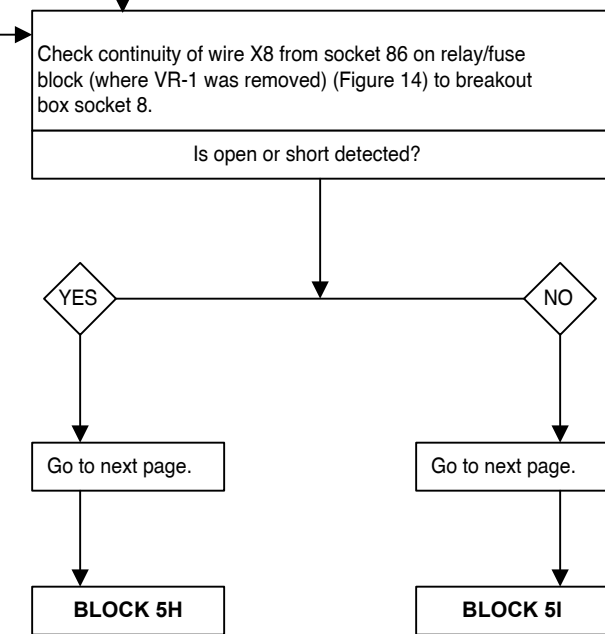 Check continuity of wire X8 from socket 86 on relay/fuse
block (where VR-1 was removed) (Figure 14) to breakout
box socket 8.
Is open or short detected?
YES
NO
Go to next page.
Go to next page.
BLOCK 5H
BLOCK 5I